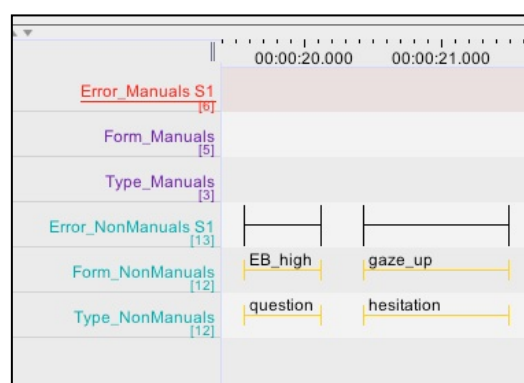 00:00:20.000 00:00:21.000
Error_Manuals S1
[6]
Form_Manuals
[5]
Type_Manuals
[3]
Error_NonManuals S1
[13]
Form_NonManuals EB_high gaze_up
[12]
Type_NonManuals question hesitation
[12]